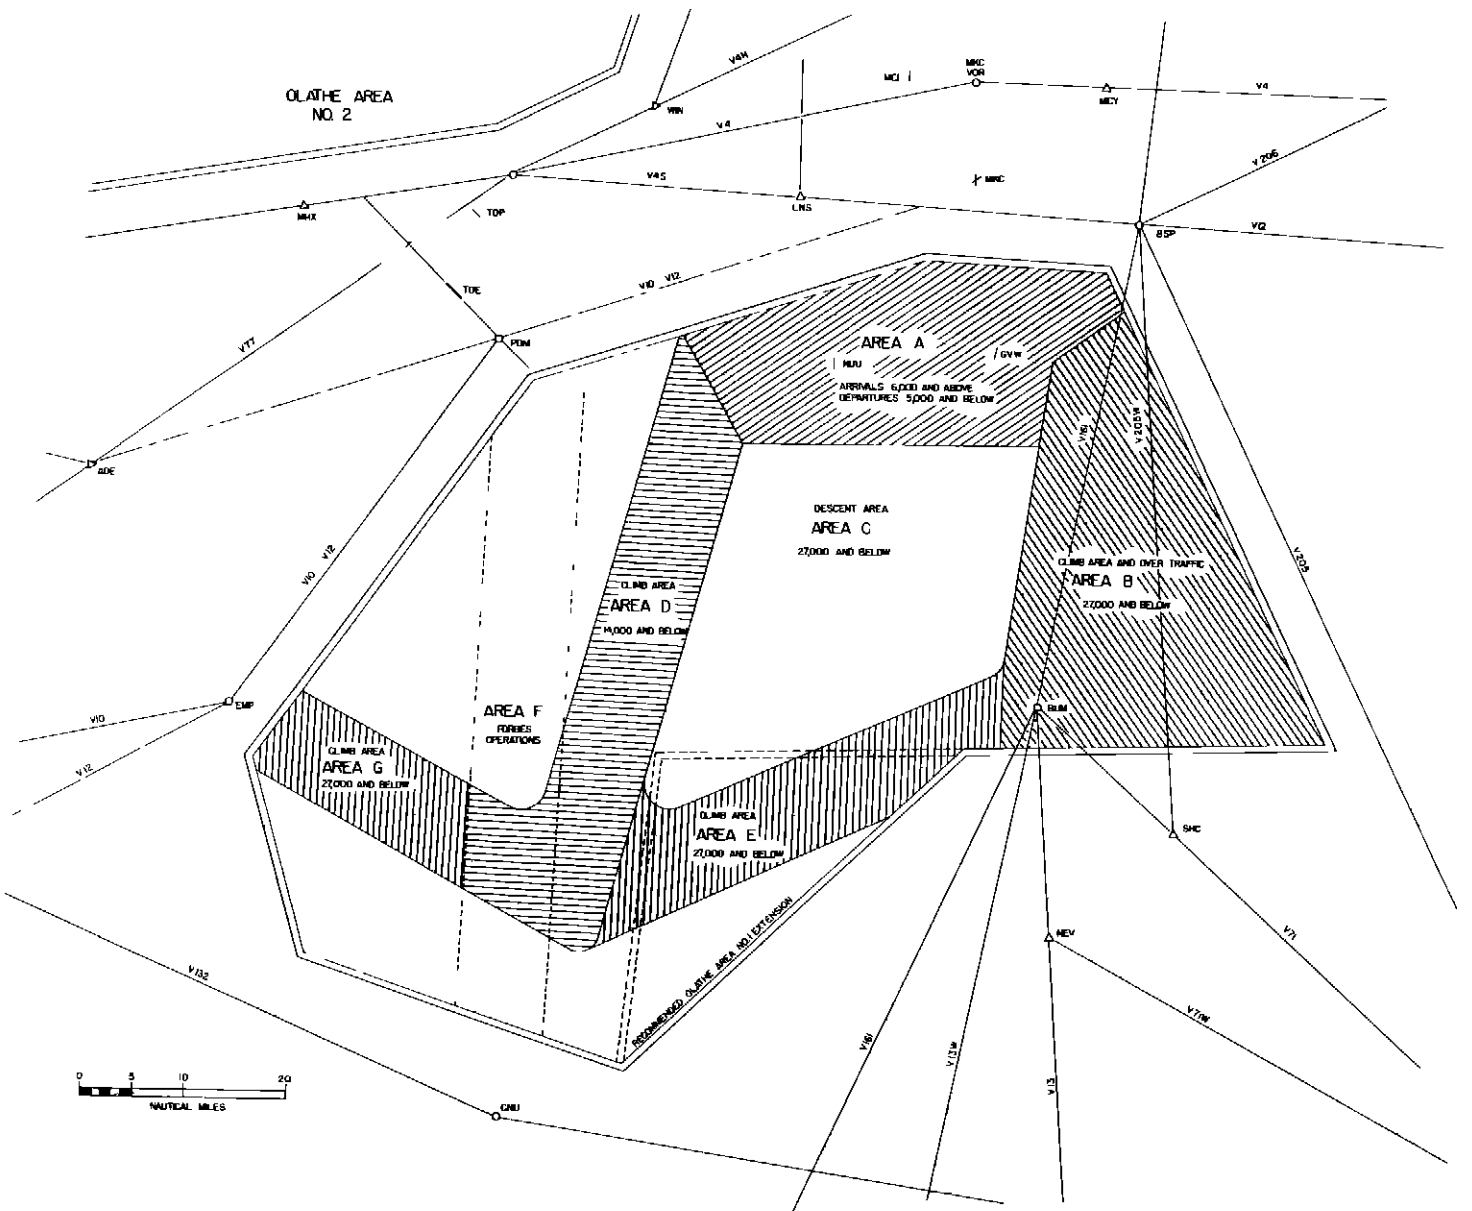 V4N
MKC
VOR
MCI
MCY
V4
OLATHE AREA
NO. 2
V4
V205
V4S
MKC
MHX
TOP
LNS
BSP
V12
V10 V12
TOE
V77
PDM
AREA A
NUU
GVW
ARRIVALS 6,000 AND ABOVE
DEPARTURES 5,000 AND BELOW
V161
V205W
ADE
DESCENT AREA
AREA C
27,000 AND BELOW
V10 V12
V205
CLIMB AREA AND OVER TRAFFIC
AREA B
27,000 AND BELOW
CLIMB AREA
AREA D
14,000 AND BELOW
EMP
V10
BUM
AREA F
FORBES
OPERATIONS
CLIMB AREA
AREA G
27,000 AND BELOW
V12
CLIMB AREA
AREA E
27,000 AND BELOW
SHC
NEV
V71
RECOMMENDED OLATHE AREA NO. 1 EXTENSION
V132
V71W
V161
V13W
V13
0 5 10 20
NAUTICAL MILES
CNU